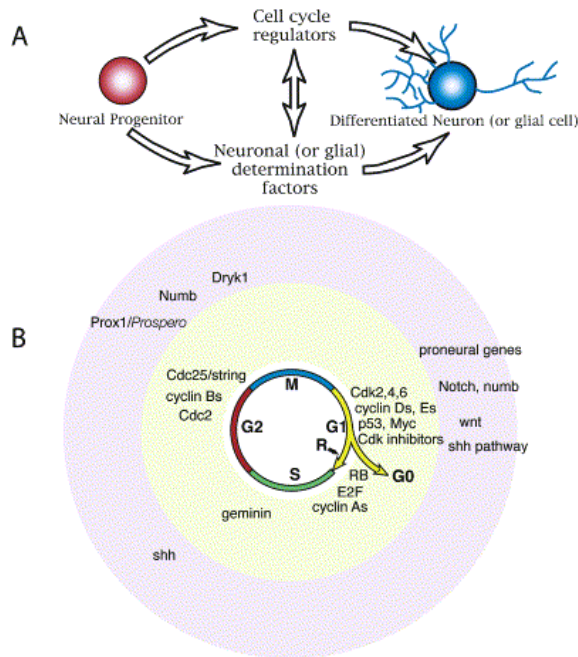 A
Cell cycle
regulators
Neural Progenitor
Differentiated Neuron (or glial cell)
Neuronal (or glial)
determination
factors
B
Dryk1
Numb
Prox1/Prospero
proneural genes
Notch, numb
wnt
shh pathway
Cdc25/string
cyclin Bs
Cdc2
M
G2
G1
R
S
Cdk2,4,6
cyclin Ds, Es
p53, Myc
Cdk inhibitors
RB
G0
E2F
cyclin As
geminin
shh